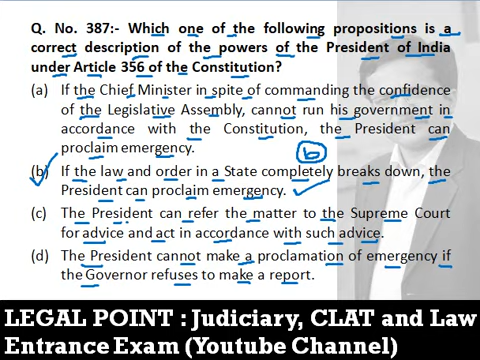 Q. No. 387:- Which one of the following propositions is a
correct description of the powers of the President of India
under Article 356 of the Constitution?
(a) If the Chief Minister in spite of commanding the confidence
of the Legislative Assembly, cannot run his government in
accordance with the Constitution, the President can
proclaim emergency.
b
(b) If the law and order in a State completely breaks down, the
President can proclaim emergency.
(c) The President can refer the matter to the Supreme Court
for advice and act in accordance with such advice.
(d) The President cannot make a proclamation of emergency if
the Governor refuses to make a report.
LEGAL POINT : Judiciary, CLAT and Law
Entrance Exam (Youtube Channel)